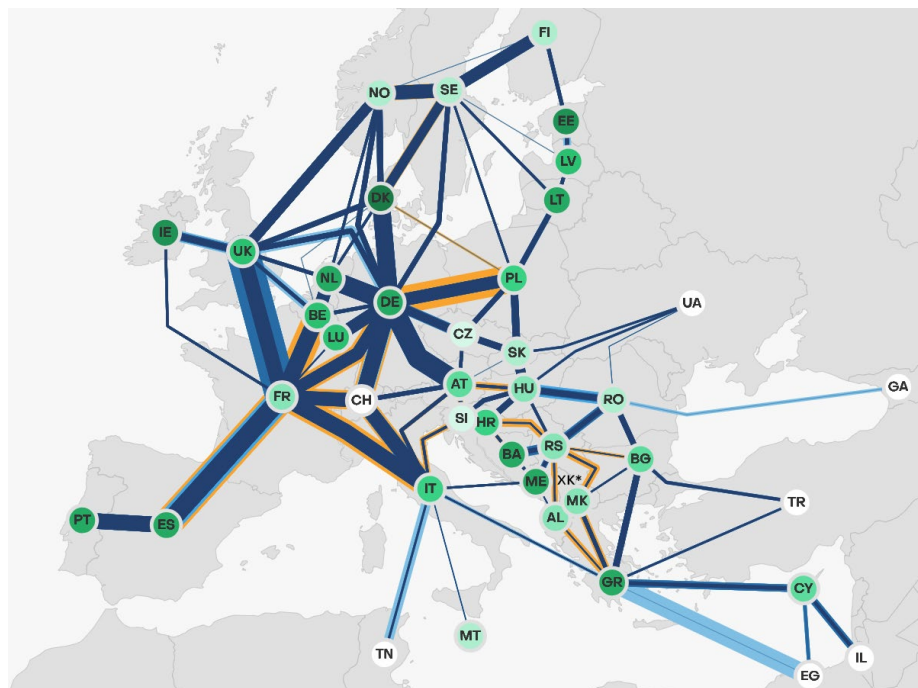 FI
NO
SE
EE
LV
DK
LT
IE
UK
NL
PL
DE
UA
BE
LU
CZ
SK
AT
HU
GA
FR
CH
RO
SI
HR
RS
BA
BG
XK*
ME
IT
MK
TR
AL
PT
ES
GR
CY
MT
TN
IL
EG